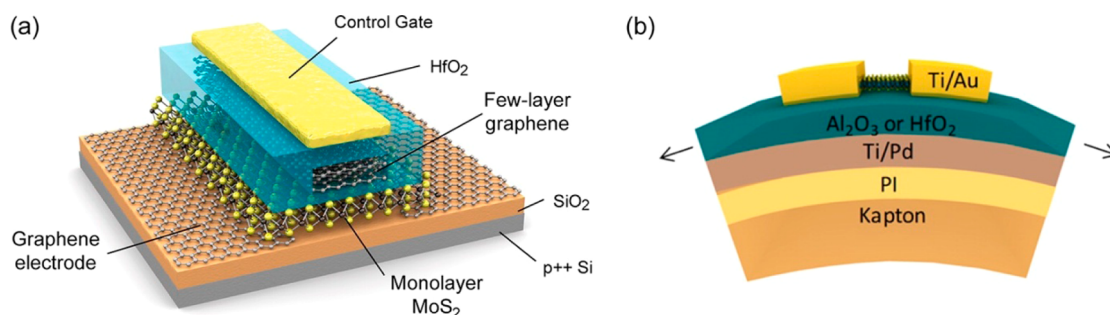 (a)
Control Gate
HfO₂
Few-layer
graphene
SiO₂
p++ Si
Monolayer
MoS₂
Graphene
electrode
(b)
Ti/Au
Al₂O₃ or HfO₂
Ti/Pd
PI
Kapton